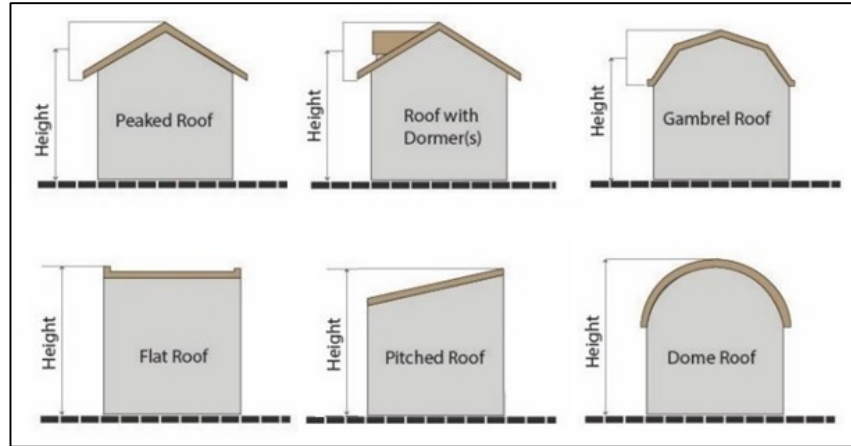 Height
Peaked Roof
Height
Roof with
Dormer(s)
Height
Gambrel Roof
Height
Flat Roof
Height
Pitched Roof
Height
Dome Roof